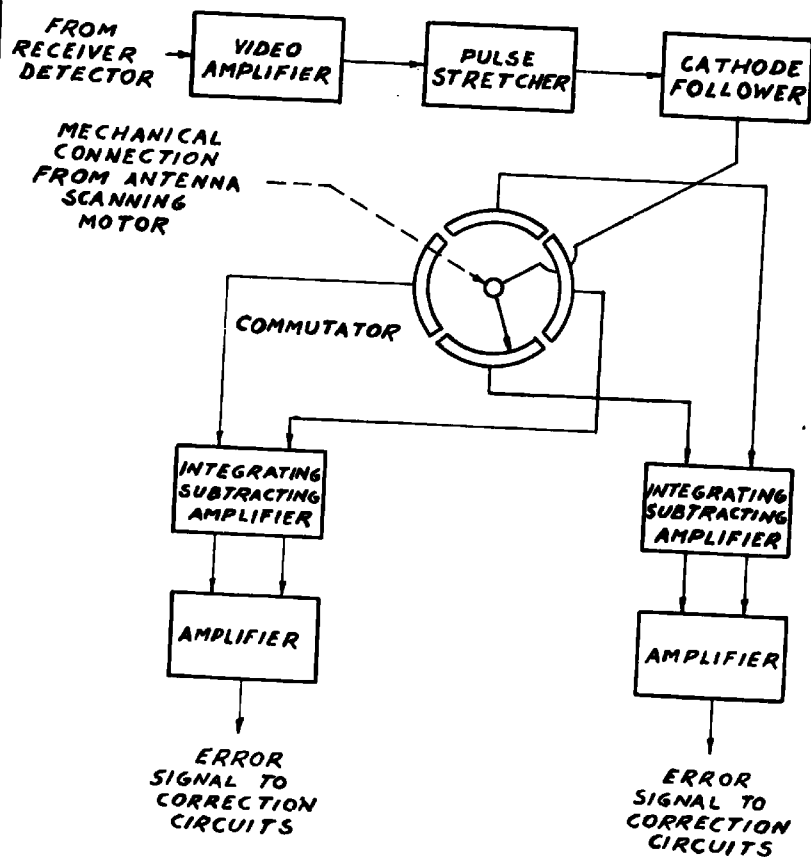 FROM
RECEIVER
DETECTOR
VIDEO
AMPLIFIER
PULSE
STRETCHER
CATHODE
FOLLOWER
MECHANICAL
CONNECTION
FROM ANTENNA
SCANNING
MOTOR
COMMUTATOR
INTEGRATING
SUBTRACTING
AMPLIFIER
INTEGRATING
SUBTRACTING
AMPLIFIER
AMPLIFIER
AMPLIFIER
ERROR
SIGNAL TO
CORRECTION
CIRCUITS
ERROR
SIGNAL TO
CORRECTION
CIRCUITS